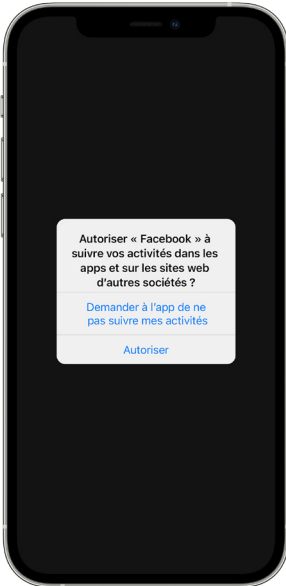 Autoriser « Facebook » à
suivre vos activités dans les
apps et sur les sites web
d'autres sociétés ?
Demander à l'app de ne
pas suivre mes activités
Autoriser